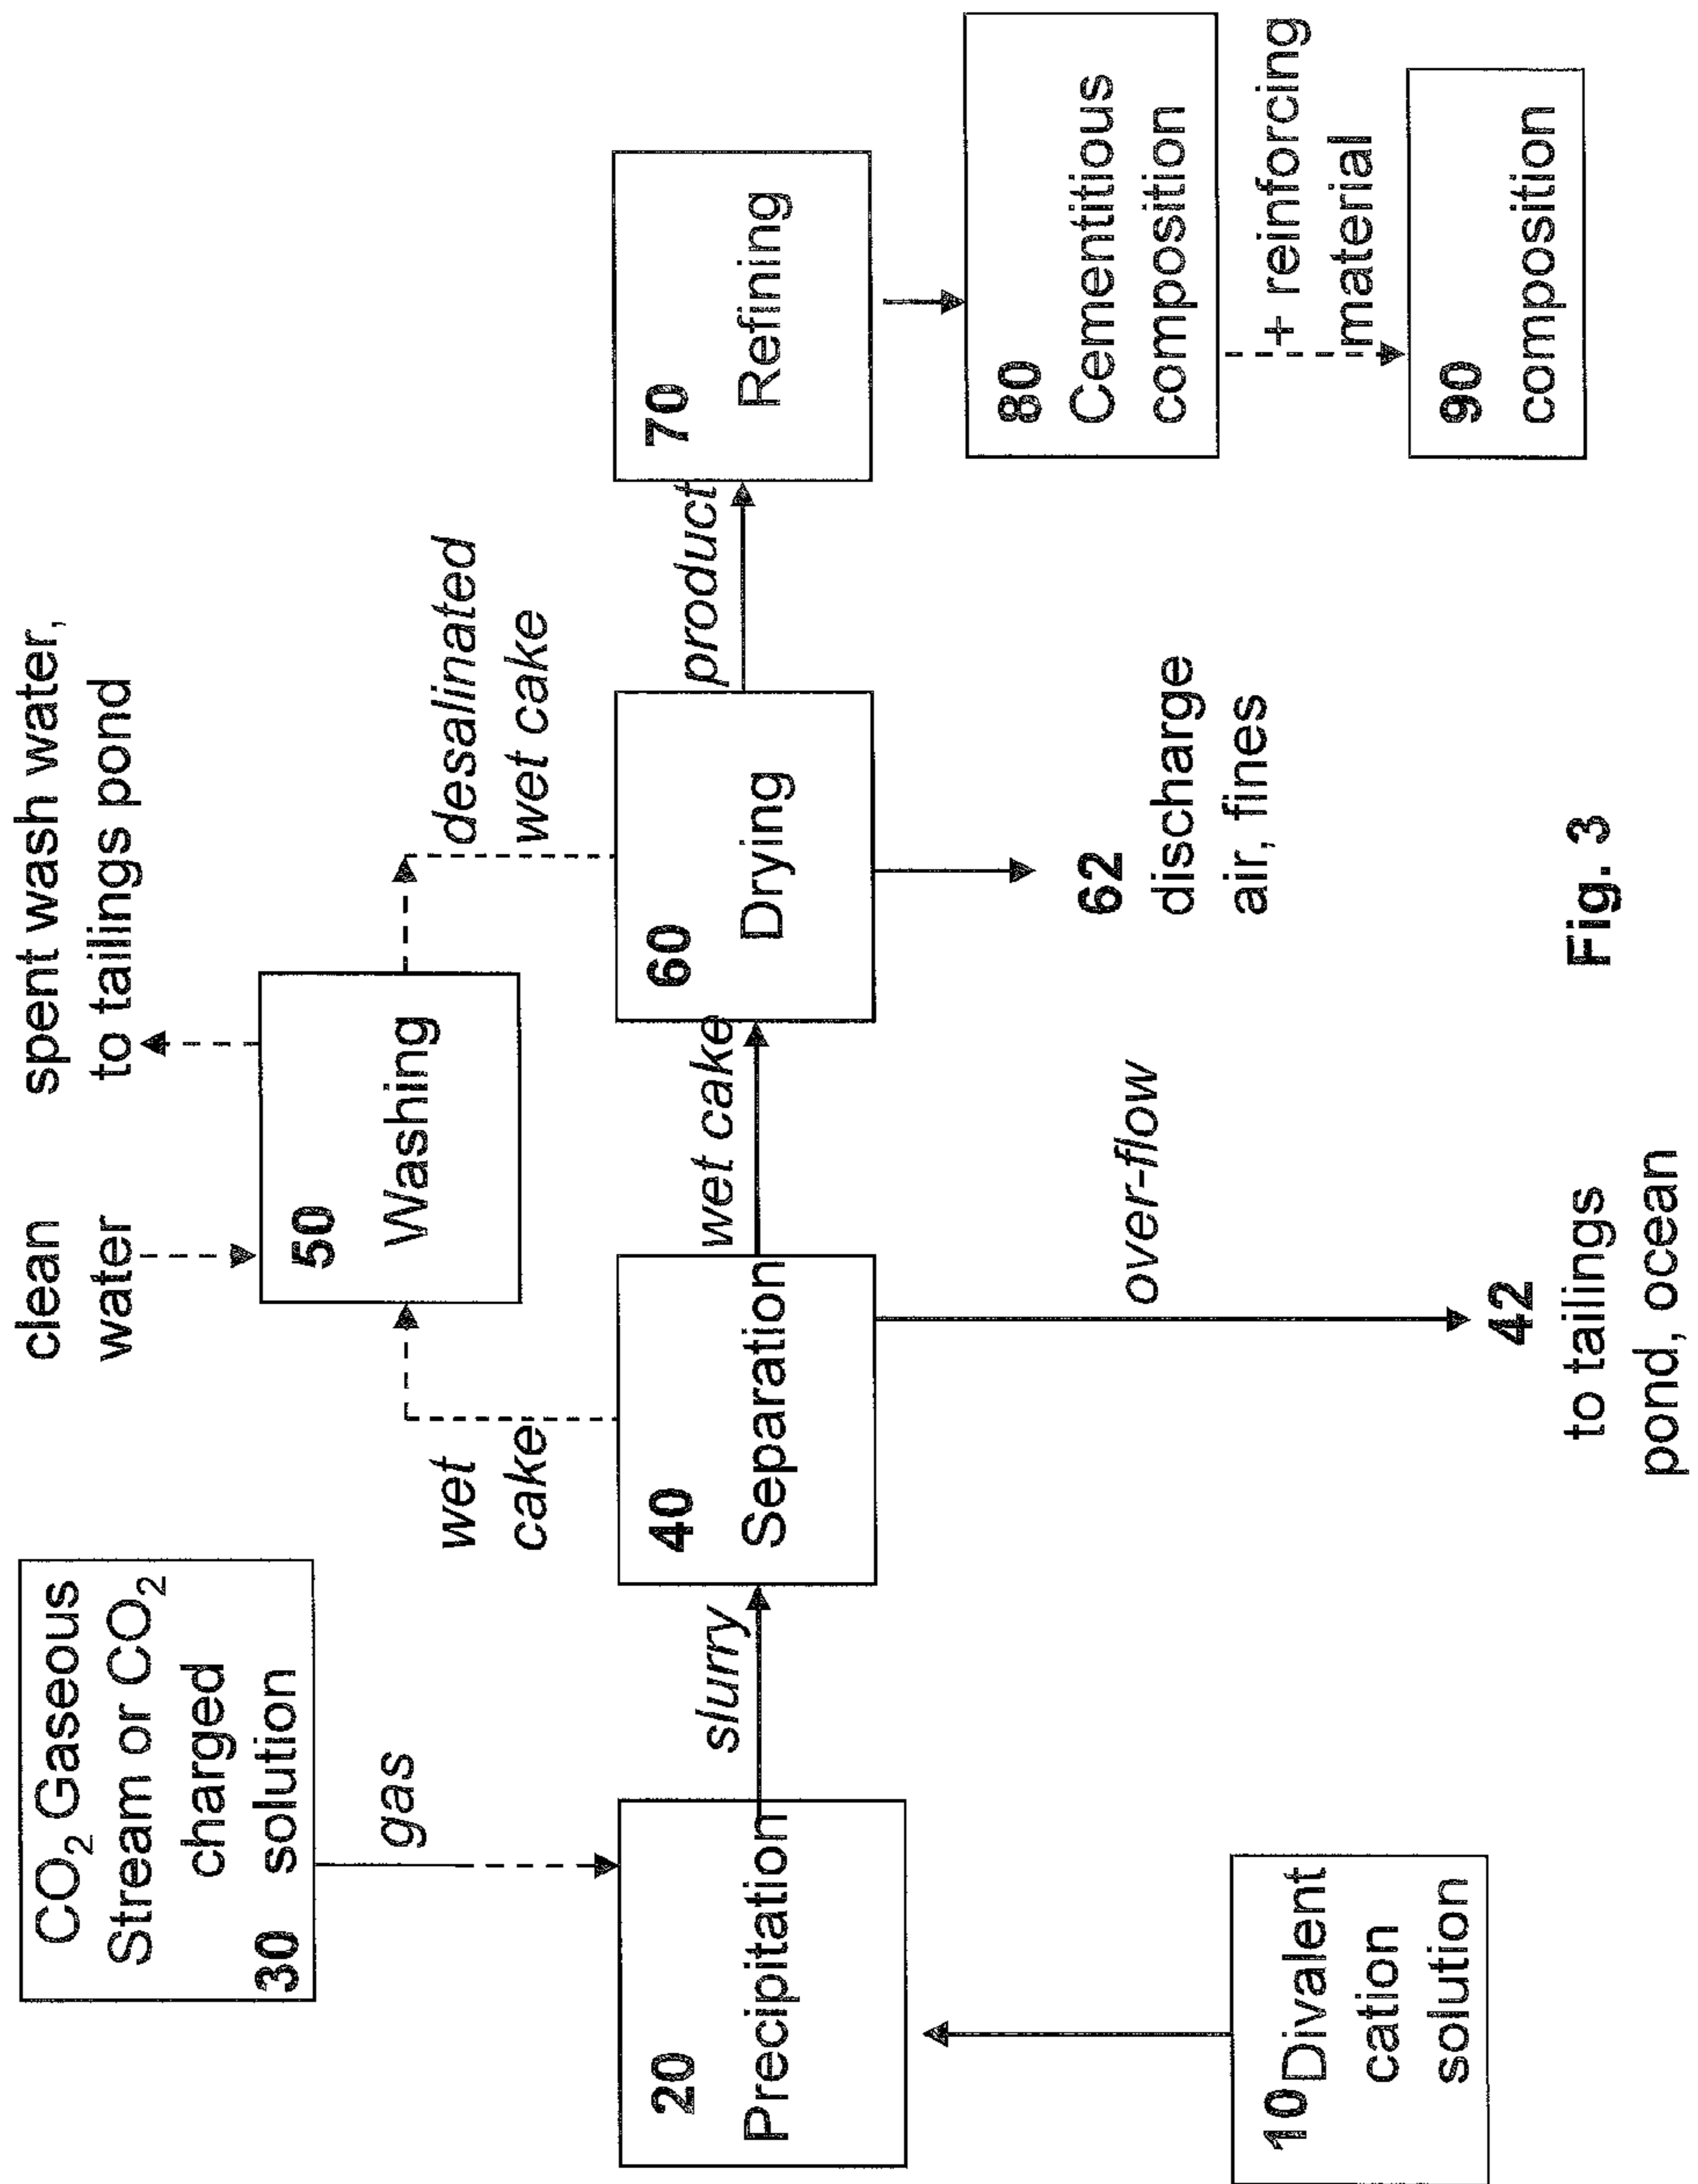 CO2 Gaseous
Stream or CO2
charged
30 solution
gas
clean
water
spent wash water,
to tailings pond
50
Washing
wet
cake
desalinated
wet cake
20
Precipitation
slurry
40
Separation
wet cake
60
Drying
product
70
Refining
10 Divalent
cation
solution
over-flow
42
to tailings
pond, ocean
62
discharge
air, fines
80
Cementitious
composition
+ reinforcing
material
90
composition
Fig. 3